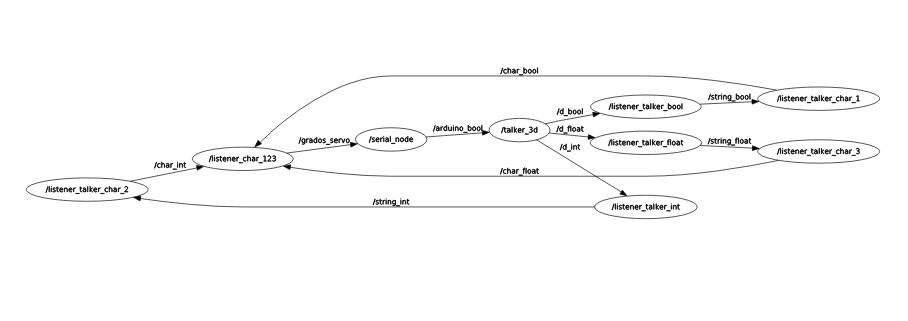 /char_bool
/d_bool
/listener_talker_bool
/string_bool
/listener_talker_char_1
/grados_servo
/serial_node
/arduino_bool
/talker_3d
/d_float
/listener_talker_float
/string_float
/listener_talker_char_3
/d_int
/listener_char_123
/char_int
/char_float
/listener_talker_char_2
/string_int
/listener_talker_int